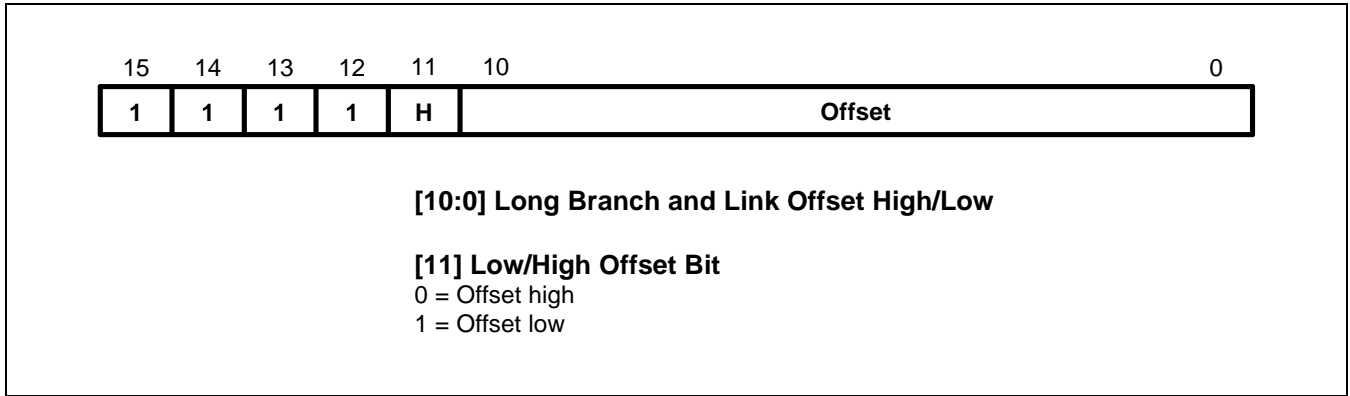 15 14 13 12 11 10 0
1 1 1 1 H Offset
[10:0] Long Branch and Link Offset High/Low
[11] Low/High Offset Bit
0 = Offset high
1 = Offset low